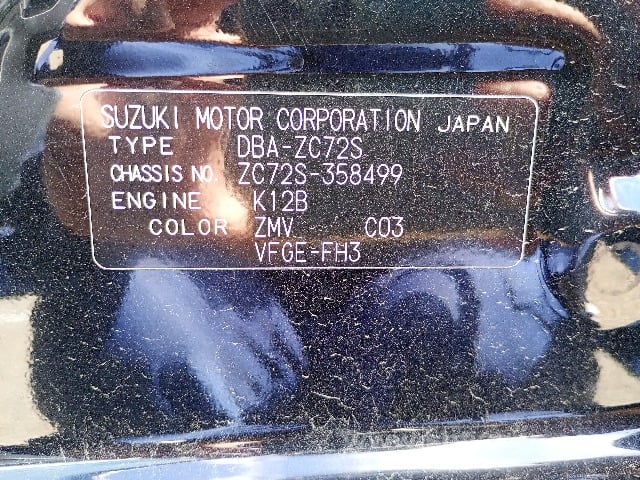 SUZUKI MOTOR CORPORATION JAPAN
TYPE DBA-ZC72S
CHASSIS NO. ZC72S-358499
ENGINE K12B
COLOR ZMV C03
VFGE-FH3